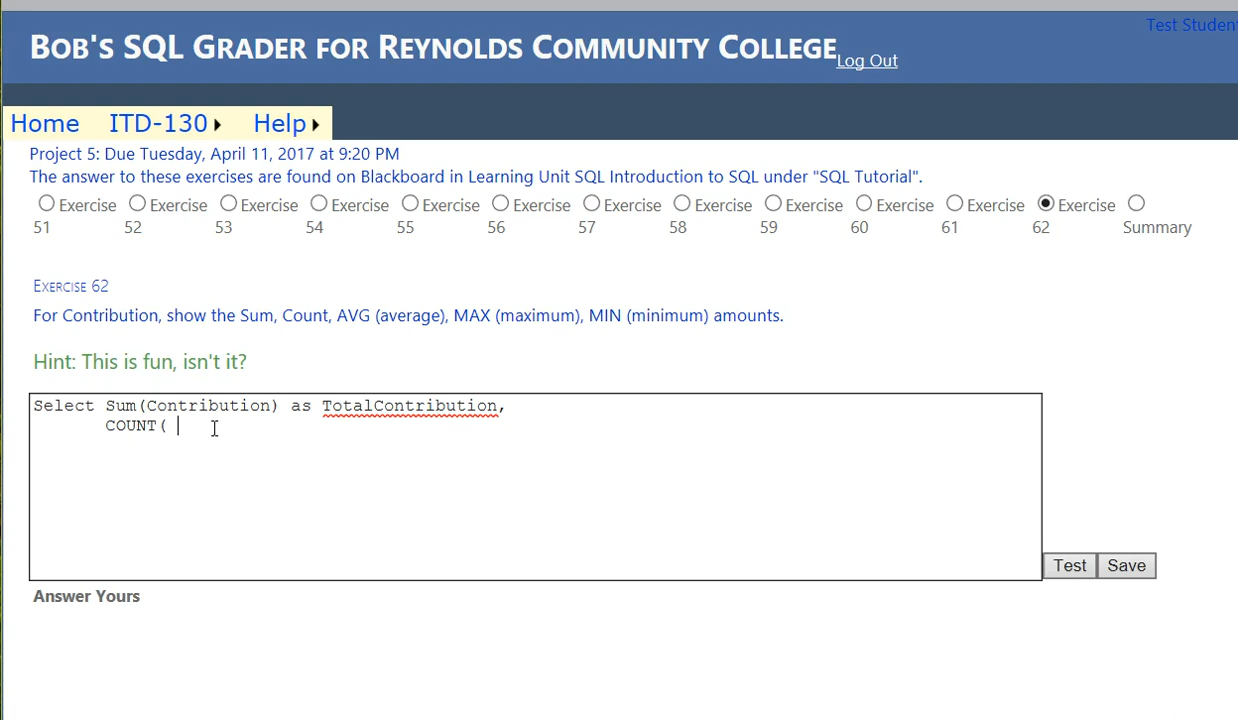 Test Student
BOB'S SQL GRADER FOR REYNOLDS COMMUNITY COLLEGE Log Out
Home ITD-130 Help
Project 5: Due Tuesday, April 11, 2017 at 9:20 PM
The answer to these exercises are found on Blackboard in Learning Unit SQL Introduction to SQL under "SQL Tutorial".
Exercise Exercise Exercise Exercise Exercise Exercise Exercise Exercise Exercise Exercise Exercise Exercise
51 52 53 54 55 56 57 58 59 60 61 62 Summary
EXERCISE 62
For Contribution, show the Sum, Count, AVG (average), MAX (maximum), MIN (minimum) amounts.
Hint: This is fun, isn't it?
Select Sum(Contribution) as TotalContribution,
COUNT(
Test Save
Answer Yours